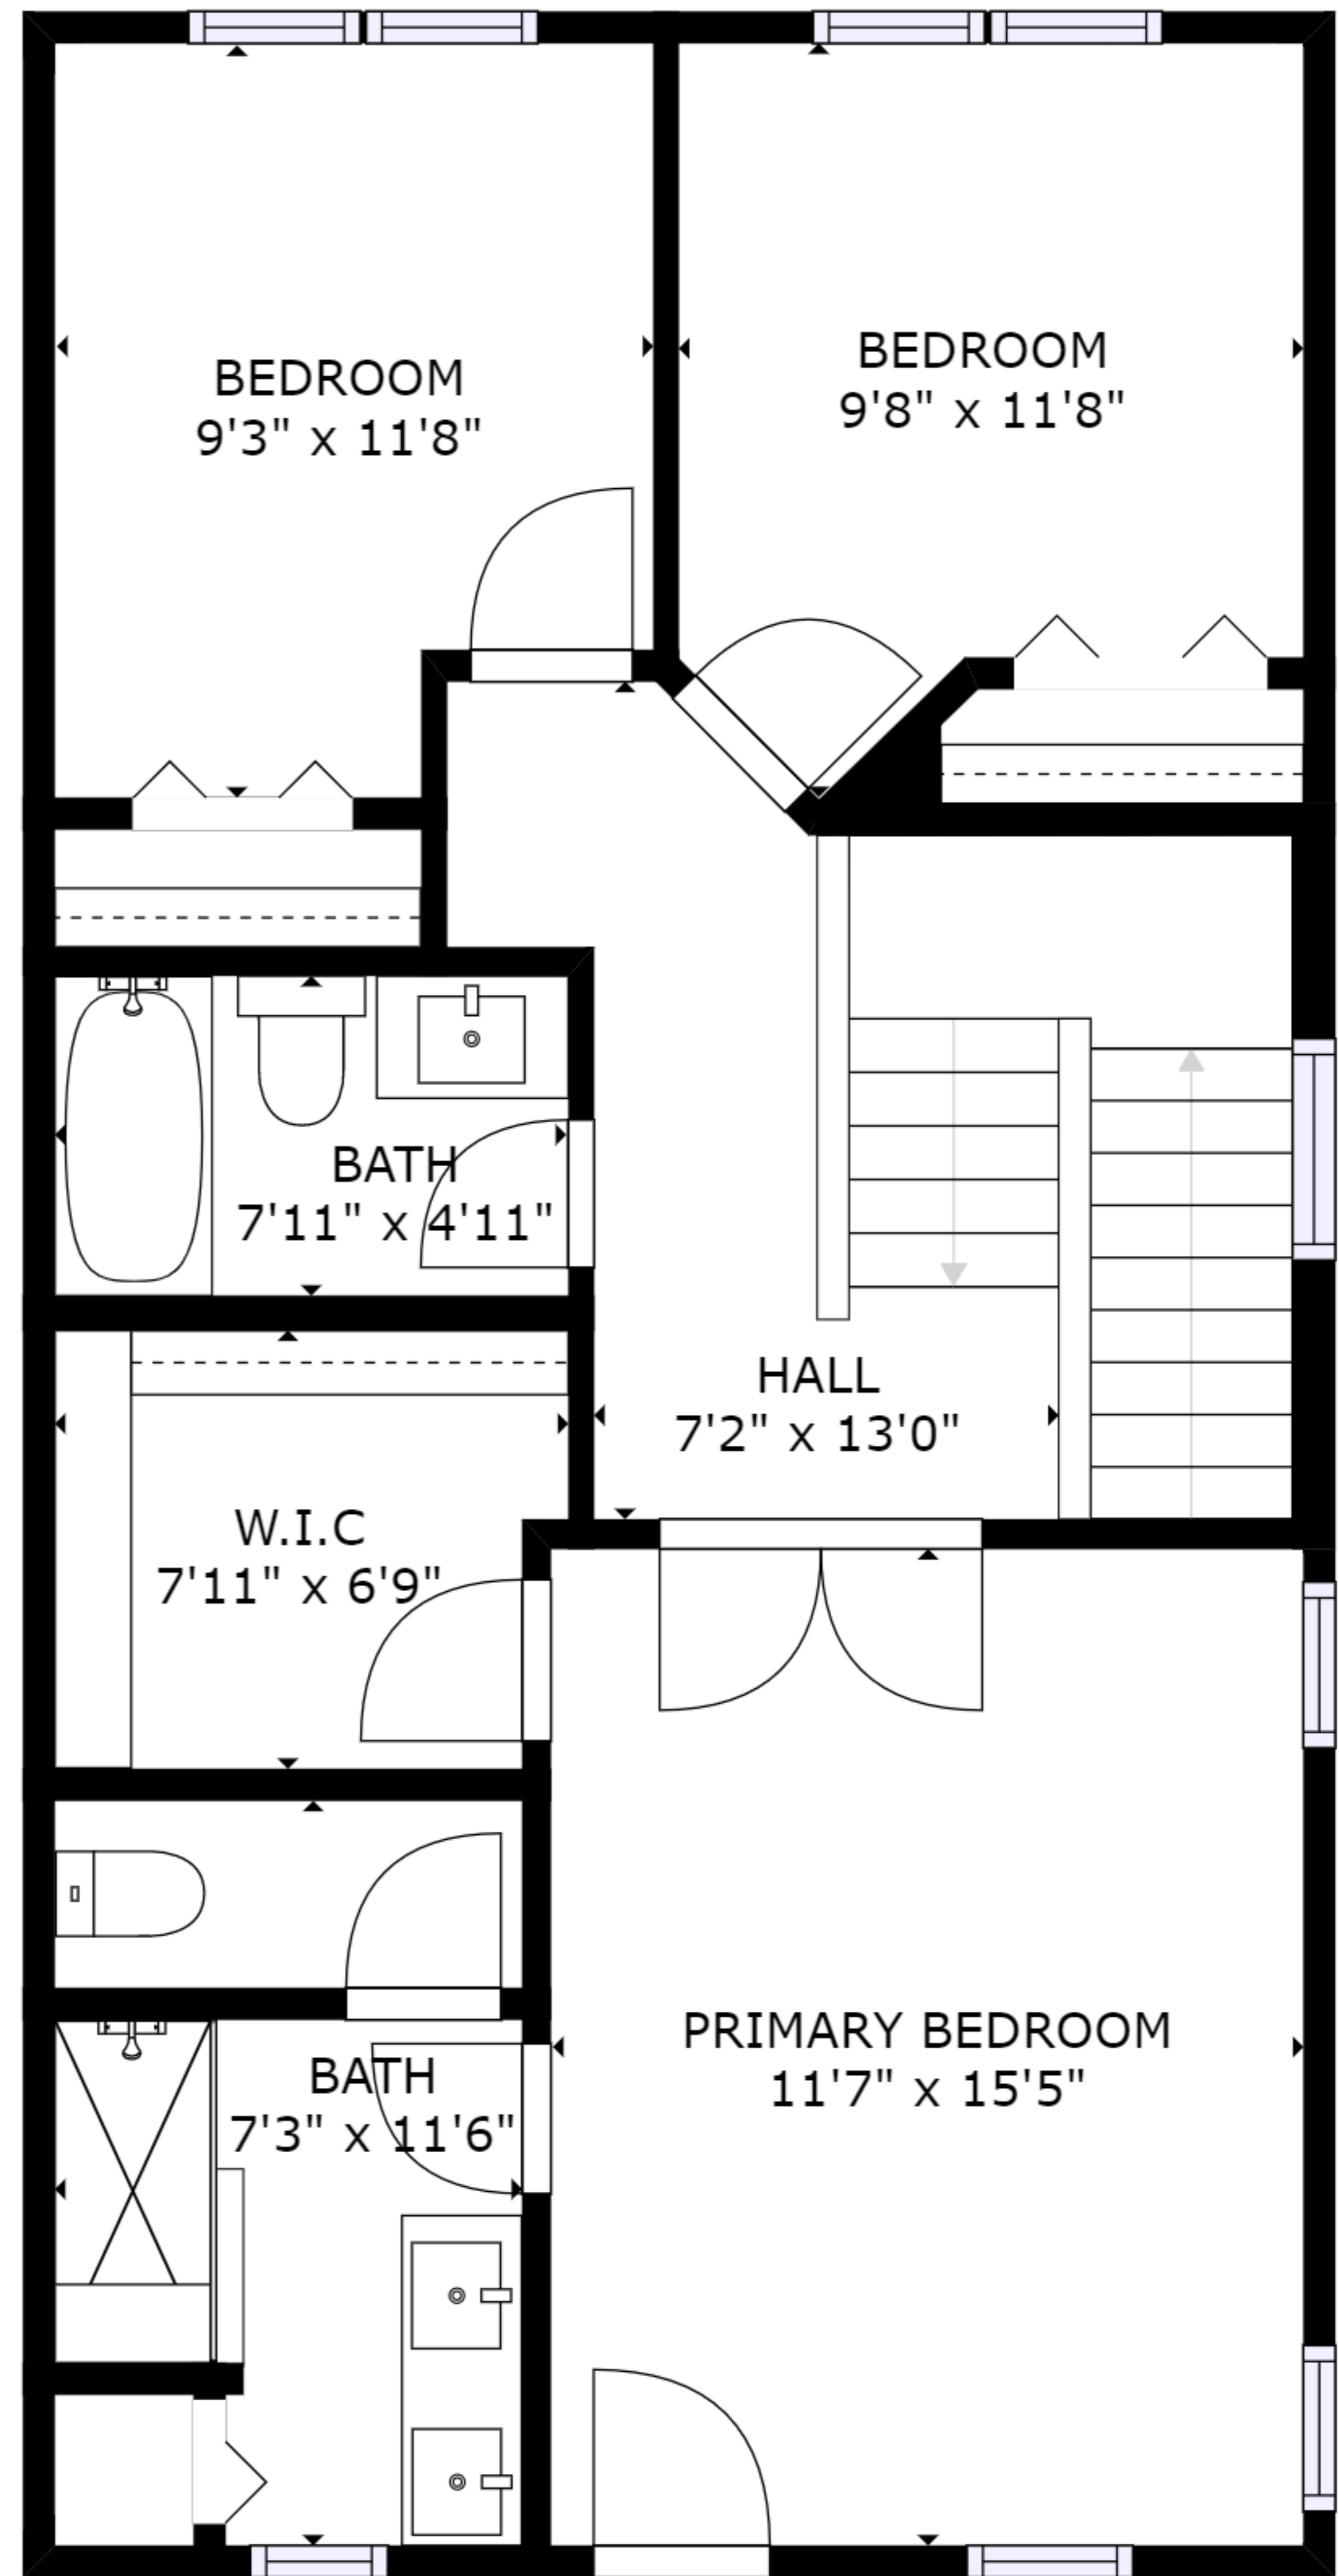 BEDROOM
9'3" x 11'8"
BEDROOM
9'8" x 11'8"
BATH
7'11" x 4'11"
HALL
7'2" x 13'0"
W.I.C
7'11" x 6'9"
PRIMARY BEDROOM
11'7" x 15'5"
BATH
7'3" x 11'6"